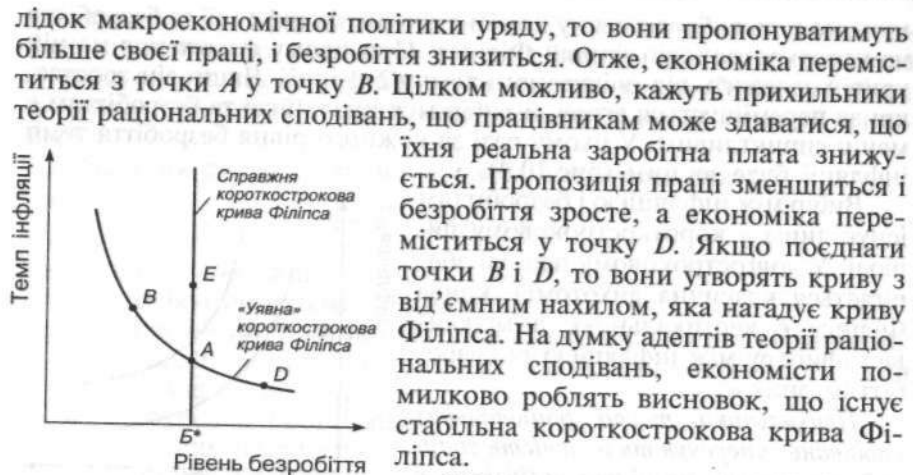 лідок макроекономічної політики уряду, то вони пропонуватимуть
більше своєї праці, і безробіття знизиться. Отже, економіка переміс-
титься з точки A у точку B. Цілком можливо, кажуть прихильники
теорії раціональних сподівань, що працівникам може здаватися, що
їхня реальна заробітна плата знижу-
ється. Пропозиція праці зменшиться і
безробіття зросте, а економіка пере-
міститься у точку D. Якщо поєднати
точки B і D, то вони утворять криву з
від'ємним нахилом, яка нагадує криву
Філіпса. На думку адептів теорії раціо-
нальних сподівань, економісти по-
милково роблять висновок, що існує
стабільна короткострокова крива Фі-
ліпса.
Темп інфляції
Справжня
короткострокова
крива Філіпса
E
B
«Уявна»
короткострокова
крива Філіпса
A
D
Б*
Рівень безробіття